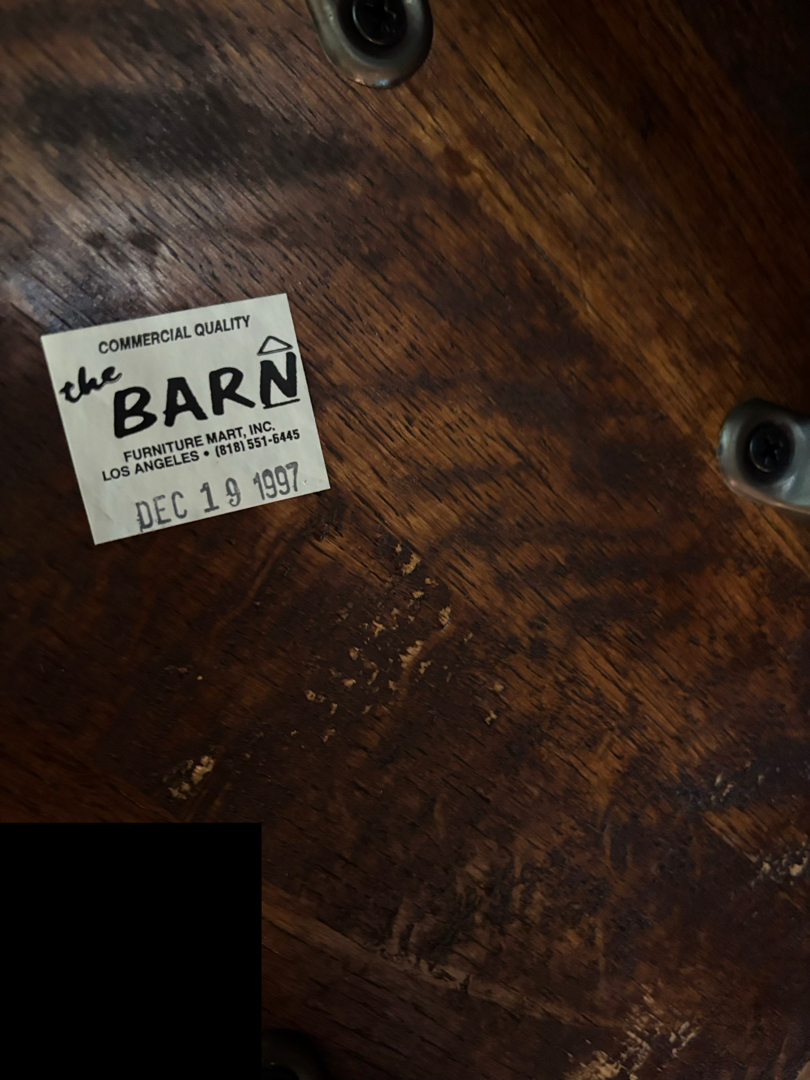 COMMERCIAL QUALITY
the
BARN
FURNITURE MART, INC.
LOS ANGELES • (818) 551-6445
DEC 19 1997